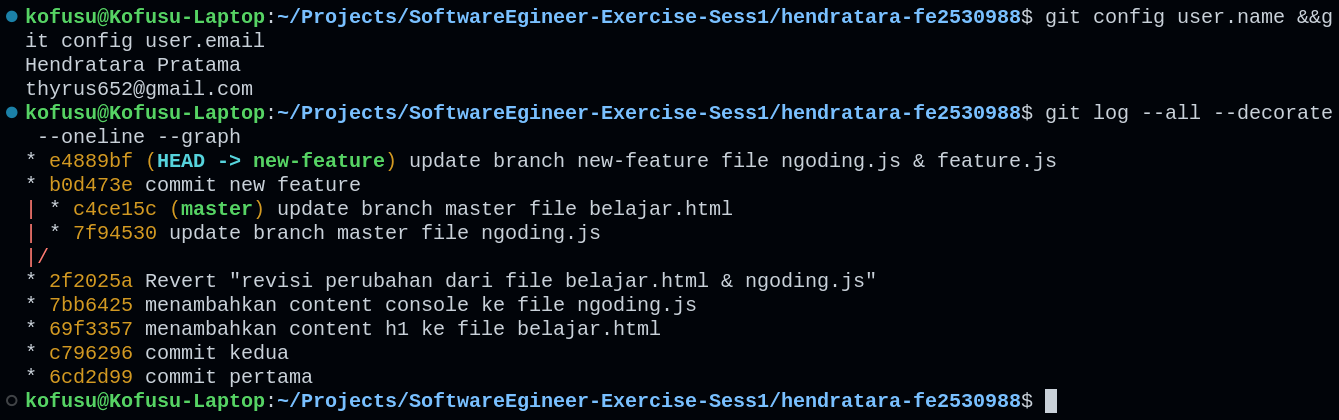 kofusu@Kofusu-Laptop:~/Projects/SoftwareEgineer-Exercise-Sess1/hendratara-fe2530988$ git config user.name &&g
it config user.email
Hendratara Pratama
thyrus652@gmail.com
kofusu@Kofusu-Laptop:~/Projects/SoftwareEgineer-Exercise-Sess1/hendratara-fe2530988$ git log --all --decorate
 --oneline --graph
* e4889bf (HEAD -> new-feature) update branch new-feature file ngoding.js & feature.js
* b0d473e commit new feature
| * c4ce15c (master) update branch master file belajar.html
| * 7f94530 update branch master file ngoding.js
|/
* 2f2025a Revert "revisi perubahan dari file belajar.html & ngoding.js"
* 7bb6425 menambahkan content console ke file ngoding.js
* 69f3357 menambahkan content h1 ke file belajar.html
* c796296 commit kedua
* 6cd2d99 commit pertama
kofusu@Kofusu-Laptop:~/Projects/SoftwareEgineer-Exercise-Sess1/hendratara-fe2530988$